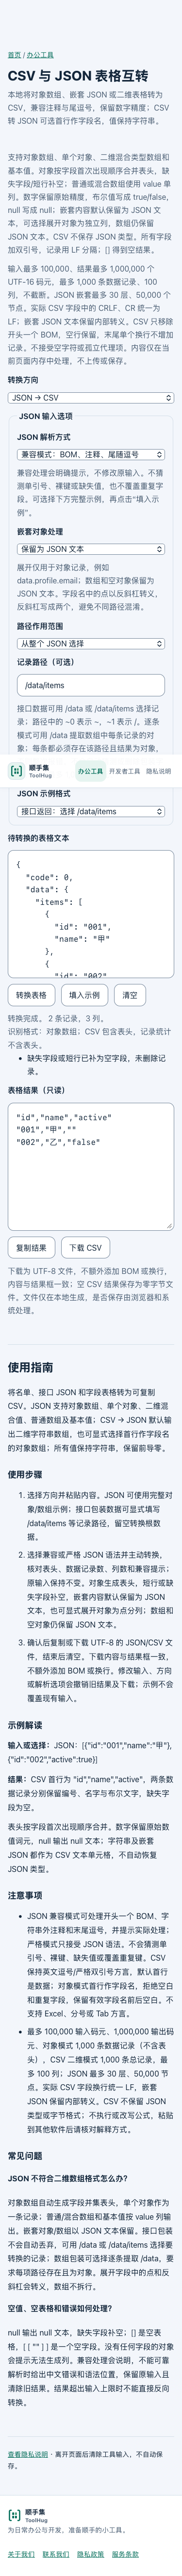 首页 / 办公工具
CSV 与 JSON 表格互转
本地将对象数组、嵌套 JSON 或二维表格转为
CSV，兼容注释与尾逗号，保留数字精度；CSV
转 JSON 可选首行作字段名，值保持字符串。
支持对象数组、单个对象、二维混合类型数组和
基本值。对象按字段首次出现顺序合并表头，缺
失字段/短行补空；普通或混合数组使用 value 单
列。数字保留原始精度，布尔值写成 true/false，
null 写成 null；嵌套内容默认保留为 JSON 文
本，可选择展开对象为独立列，数组仍保留
JSON 文本。CSV 不保存 JSON 类型。所有字段
加双引号，记录用 LF 分隔；[] 得到空结果。
输入最多 100,000、结果最多 1,000,000 个
UTF-16 码元，最多 1,000 条数据记录、100
列，不截断。JSON 嵌套最多 30 层、50,000 个
节点。实际 CSV 字段中的 CRLF、CR 统一为
LF；嵌套 JSON 文本保留内部转义。CSV 只移除
开头一个 BOM，空行保留，末尾单个换行不增加
记录，不接受空字符或孤立代理项。内容仅在当
前页面内存中处理，不上传或保存。
转换方向
JSON → CSV
JSON 输入选项
JSON 解析方式
兼容模式：BOM、注释、尾随逗号
兼容处理会明确提示，不修改原输入。不猜
测单引号、裸键或缺失值，也不覆盖重复字
段。可选择下方完整示例，再点击“填入示
例”。
嵌套对象处理
保留为 JSON 文本
展开仅用于对象记录，例如
data.profile.email；数组和空对象保留为
JSON 文本。字段名中的点以反斜杠转义，
反斜杠写成两个，避免不同路径混淆。
路径作用范围
从整个 JSON 选择
记录路径（可选）
/data/items
接口数据可用 /data 或 /data/items 选择记
录；路径中的 ~0 表示 ~，~1 表示 /。逐条
模式可用 /data 提取数组中每条记录的对
象；每条都必须存在该路径且结果为对象，
顺手集
ToolHug
办公工具 开发者工具 隐私说明
JSON 示例格式
接口返回：选择 /data/items
待转换的表格文本
{
"code": 0,
"data": {
"items": [
{
"id": "001",
"name": "甲"
},
{
"id": "002",
转换表格 填入示例 清空
转换完成。 2 条记录，3 列。
识别格式：对象数组；CSV 包含表头，记录统计
不含表头。
• 缺失字段或短行已补为空字段，未删除记
录。
表格结果（只读）
"id","name","active"
"001","甲",""
"002","乙","false"
复制结果 下载 CSV
下载为 UTF-8 文件，不额外添加 BOM 或换行，
内容与结果框一致；空 CSV 结果保存为零字节文
件。文件仅在本地生成，是否保存由浏览器和系
统处理。
使用指南
将名单、接口 JSON 和字段表格转为可复制
CSV。JSON 支持对象数组、单个对象、二维混
合值、普通数组及基本值；CSV → JSON 默认输
出二维字符串数组，也可显式选择首行作字段名
的对象数组；所有值保持字符串，保留前导零。
使用步骤
1. 选择方向并粘贴内容。JSON 可使用完整对
象/数组示例；接口包装数据可显式填写
/data/items 等记录路径，留空转换根数
据。
2. 选择兼容或严格 JSON 语法并主动转换，
核对表头、数据记录数、列数和兼容提示；
原输入保持不变。对象生成表头，短行或缺
失字段补空，嵌套内容默认保留为 JSON
文本，也可显式展开对象为点分列；数组和
空对象仍保留 JSON 文本。
3. 确认后复制或下载 UTF-8 的 JSON/CSV 文
件，结束后清空。下载内容与结果框一致，
不额外添加 BOM 或换行。修改输入、方向
或解析选项会撤销旧结果及下载；示例不会
覆盖现有输入。
示例解读
输入或选择：JSON：[{"id":"001","name":"甲"},
{"id":"002","active":true}]
结果：CSV 首行为 "id","name","active"，两条数
据记录分别保留编号、名字与布尔文字，缺失字
段为空。
表头按字段首次出现顺序合并。数字保留原始数
值词元，null 输出 null 文本；字符串及嵌套
JSON 都作为 CSV 文本单元格，不自动恢复
JSON 类型。
注意事项
• JSON 兼容模式可处理开头一个 BOM、字
符串外注释和末尾逗号，并提示实际处理；
严格模式只接受 JSON 语法。不会猜测单
引号、裸键、缺失值或覆盖重复键。CSV
保持英文逗号/严格双引号方言，默认首行
是数据；对象模式首行作字段名，拒绝空白
和重复字段，保留有效字段名前后空白。不
支持 Excel、分号或 Tab 方言。
• 最多 100,000 输入码元、1,000,000 输出码
元、对象模式 1,000 条数据记录（不含表
头），CSV 二维模式 1,000 条总记录，最
多 100 列；JSON 最多 30 层、50,000 节
点。实际 CSV 字段换行统一 LF，嵌套
JSON 保留内部转义。CSV 不保留 JSON
类型或字节格式；不执行或改写公式，粘贴
到其他软件后请核对解释方式。
常见问题
JSON 不符合二维数组格式怎么办？
对象数组自动生成字段并集表头，单个对象作为
一条记录；普通/混合数组和基本值按 value 列输
出。嵌套对象/数组以 JSON 文本保留。接口包装
不会自动丢弃，可用 /data 或 /data/items 选择要
转换的记录；数组包装可选择逐条提取 /data，要
求每项路径存在且为对象。展开字段中的点和反
斜杠会转义，数组不拆行。
空值、空表格和错误如何处理？
null 输出 null 文本，缺失字段补空；[] 是空表
格，[ [ "" ] ] 是一个空字段。没有任何字段的对象
会提示无法生成列。兼容处理会说明，不能可靠
解析时给出中文错误和语法位置，保留原输入且
清除旧结果。结果超出输入上限时不能直接反向
转换。
查看隐私说明 · 离开页面后清除工具输入，不自动保
存。
顺手集
ToolHug
为日常办公与开发，准备顺手的小工具。
关于我们 联系我们 隐私政策 服务条款